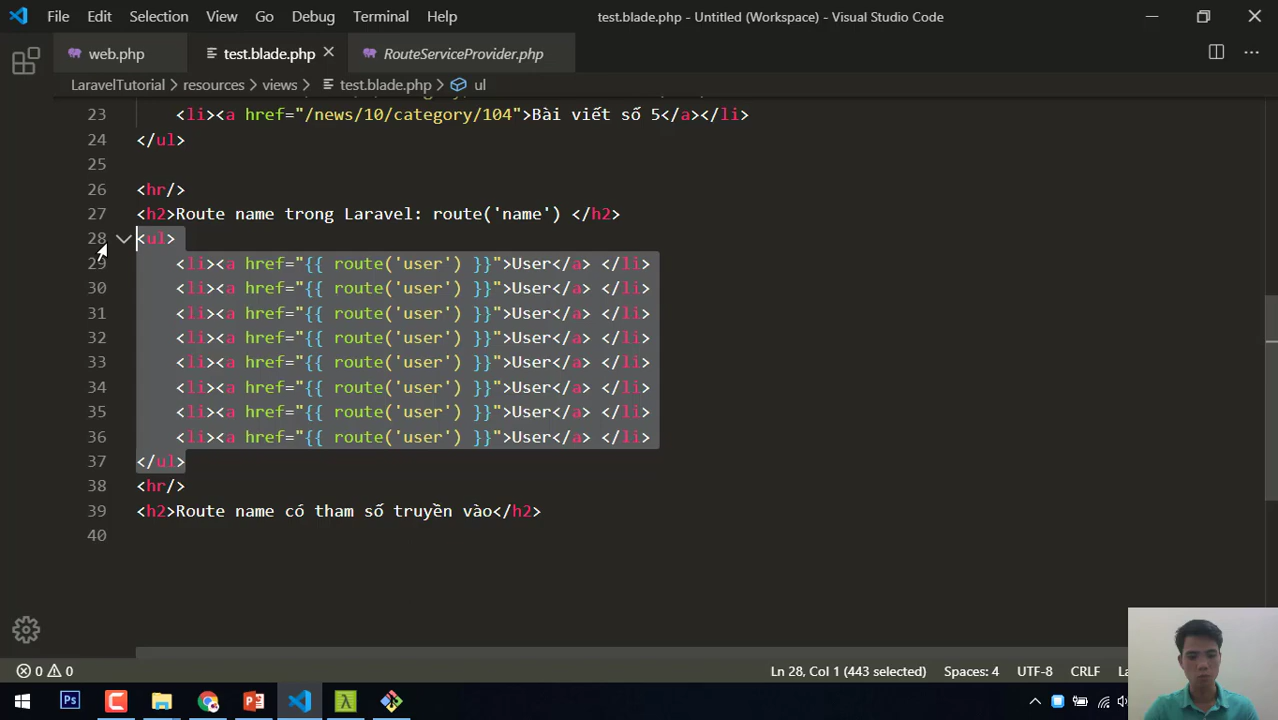 File Edit Selection View Go Debug Terminal Help test.blade.php - Untitled (Workspace) - Visual Studio Code
web.php test.blade.php RouteServiceProvider.php
LaravelTutorial resources views test.blade.php ul
23 <li><a href="/news/10/category/104">Bài viết số 5</a></li>
24 </ul>
25
26 <hr/>
27 <h2>Route name trong Laravel: route('name') </h2>
28 <ul>
29 <li><a href="{{ route('user') }}">User</a> </li>
30 <li><a href="{{ route('user') }}">User</a> </li>
31 <li><a href="{{ route('user') }}">User</a> </li>
32 <li><a href="{{ route('user') }}">User</a> </li>
33 <li><a href="{{ route('user') }}">User</a> </li>
34 <li><a href="{{ route('user') }}">User</a> </li>
35 <li><a href="{{ route('user') }}">User</a> </li>
36 <li><a href="{{ route('user') }}">User</a> </li>
37 </ul>
38 <hr/>
39 <h2>Route name có tham số truyền vào</h2>
40
0 0 Ln 28, Col 1 (443 selected) Spaces: 4 UTF-8 CRLF
Ps